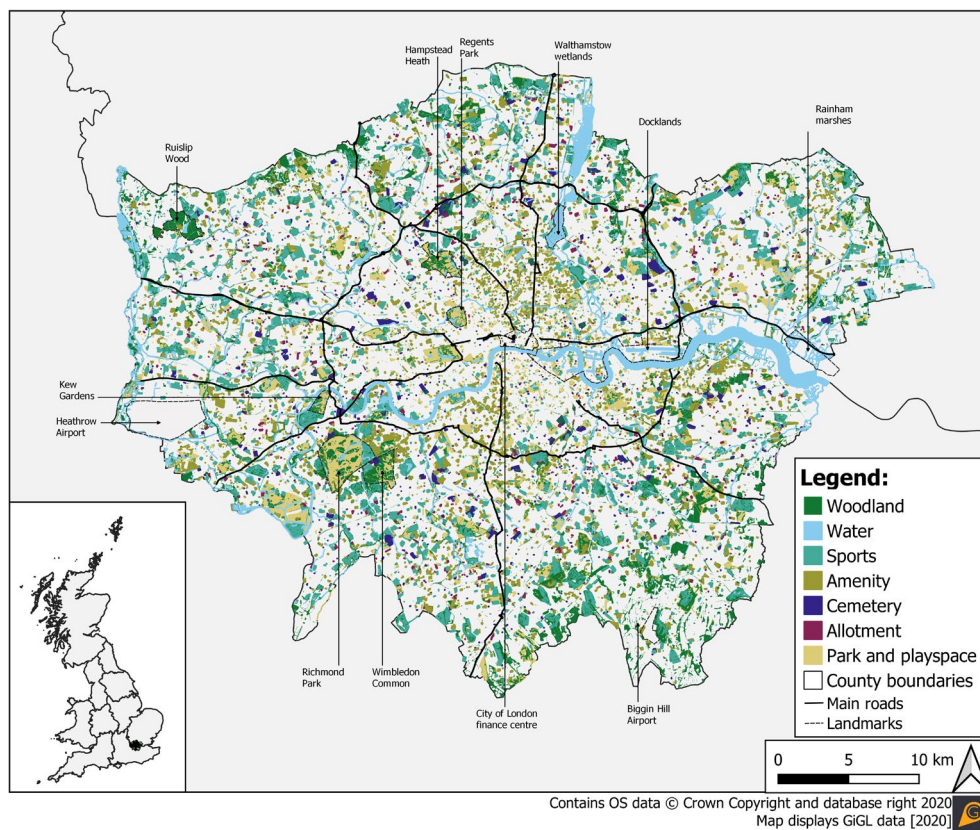 Hampstead
Heath
Regents
Park
Walthamstow
wetlands
Docklands
Rainham
marshes
Ruislip
Wood
Kew
Gardens
Heathrow
Airport
Richmond
Park
Wimbledon
Common
City of London
finance centre
Biggin Hill
Airport
Legend:
Woodland
Water
Sports
Amenity
Cemetery
Allotment
Park and playspace
County boundaries
Main roads
Landmarks
0 5 10 km
Contains OS data © Crown Copyright and database right 2020
Map displays GiGL data [2020]
G